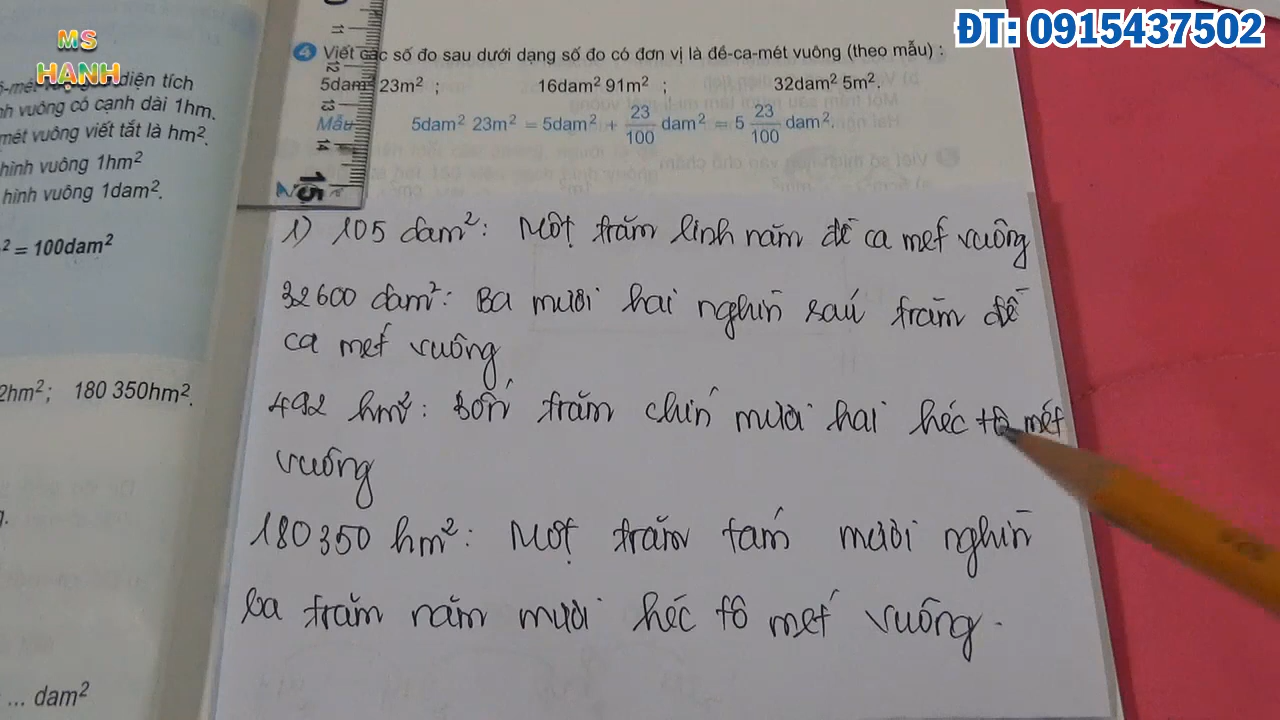 ĐT: 0915437502
MS
HẠNH
diện tích
vuông có cạnh dài 1hm.
mét vuông viết tắt là hm².
hình vuông 1hm²
hình vuông 1dam².
² = 100dam²
2hm²; 180 350hm².
... dam²
4 Viết các số đo sau dưới dạng số đo có đơn vị là đề-ca-mét vuông (theo mẫu) :
5dam² 23m² ; 16dam² 91m² ; 32dam² 5m².
Mẫu 5dam² 23m² = 5dam² + 23/100 dam² = 5 23/100 dam².
15
1) 105 dam²: Một trăm linh năm đề ca met vuông
32600 dam²: Ba mươi hai nghìn sáu trăm đề
ca met vuông
492 hm²: Bốn trăm chín mươi hai héc tô mét
vuông
180350 hm²: Một trăm tám mươi nghìn
ba trăm năm mươi héc tô mét vuông.